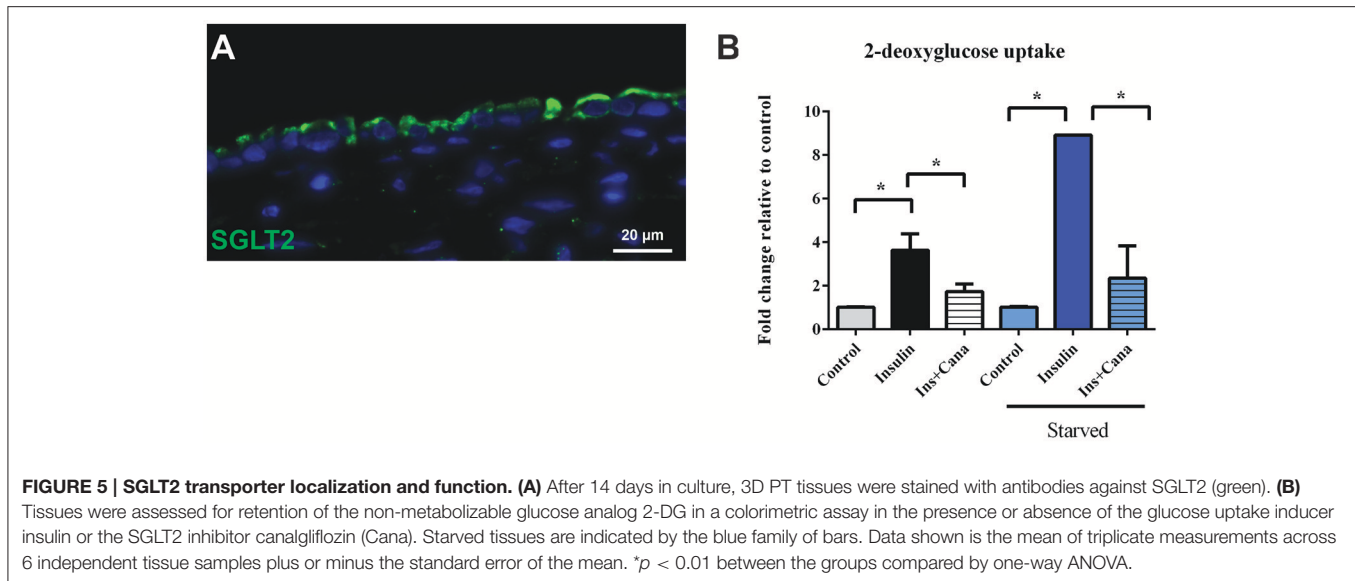 A
SGLT2
20 µm
B
2-deoxyglucose uptake
Fold change relative to control
10
8
6
4
2
0
*
*
*
*
Control
Insulin
Ins+Cana
Control
Insulin
Ins+Cana
Starved
FIGURE 5 | SGLT2 transporter localization and function. (A) After 14 days in culture, 3D PT tissues were stained with antibodies against SGLT2 (green). (B)
Tissues were assessed for retention of the non-metabolizable glucose analog 2-DG in a colorimetric assay in the presence or absence of the glucose uptake inducer
insulin or the SGLT2 inhibitor canalgliflozin (Cana). Starved tissues are indicated by the blue family of bars. Data shown is the mean of triplicate measurements across
6 independent tissue samples plus or minus the standard error of the mean. *p < 0.01 between the groups compared by one-way ANOVA.